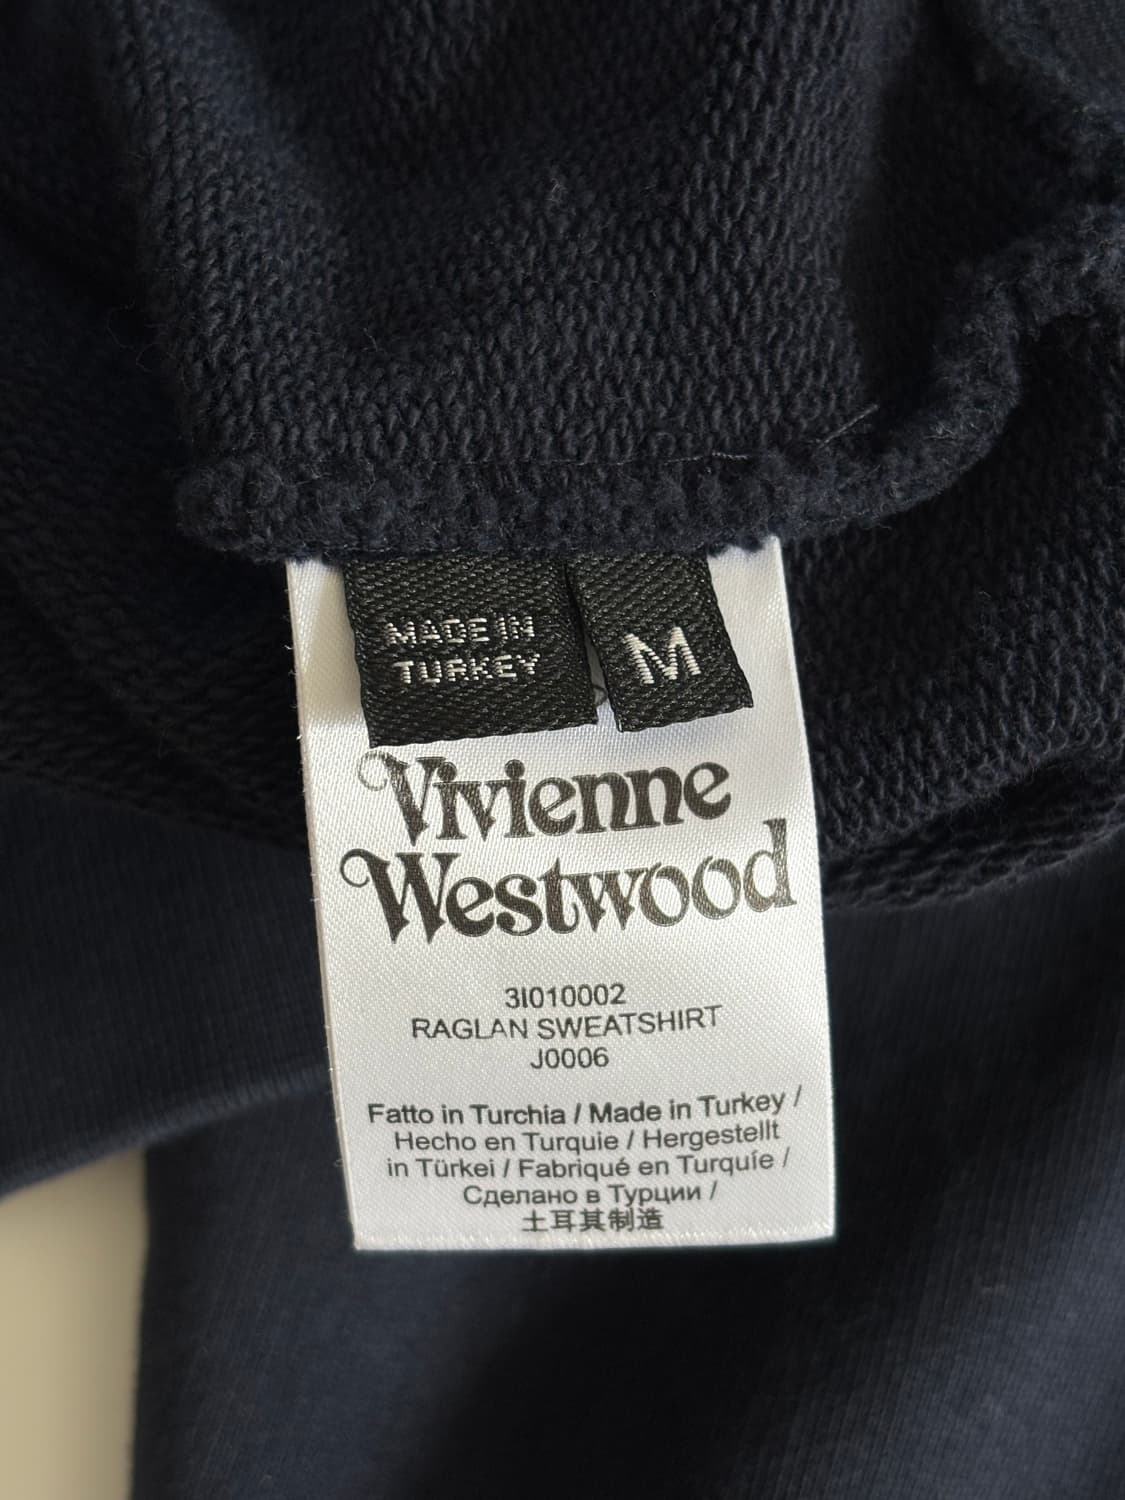 MADE IN
TURKEY
M
Vivienne
Westwood
3I010002
RAGLAN SWEATSHIRT
J0006
Fatto in Turchia / Made in Turkey /
Hecho en Turquie / Hergestellt
in Türkei / Fabriqué en Turquie /
Сделано в Турции /
土耳其制造